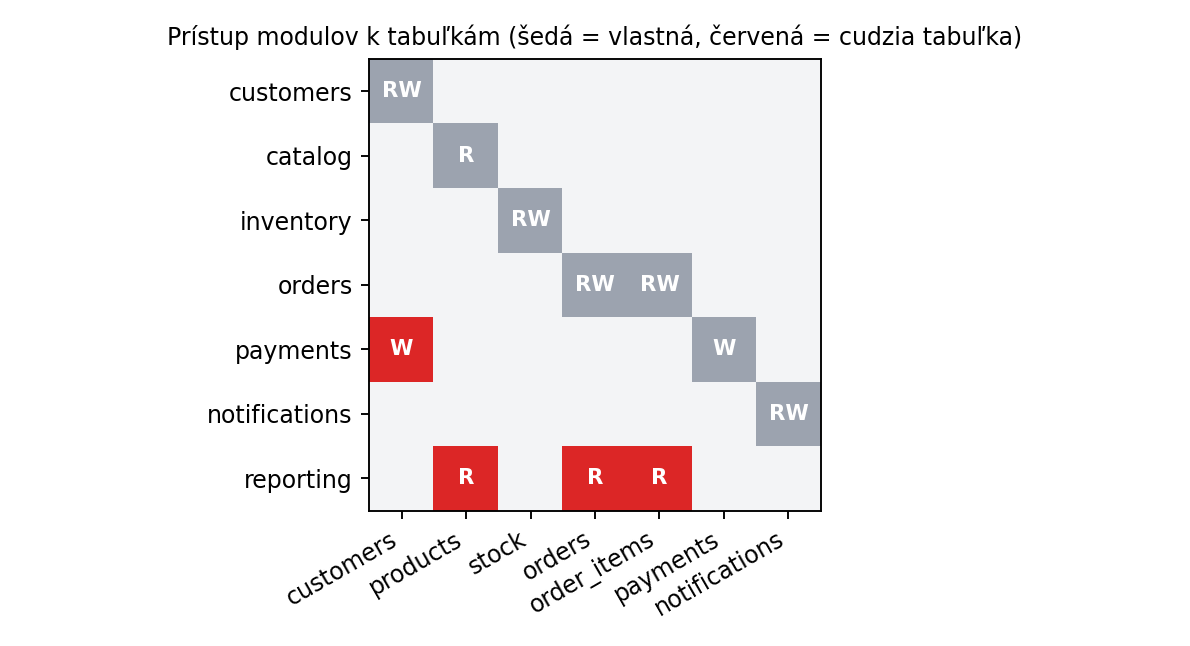 Prístup modulov k tabuľkám (šedá = vlastná, červená = cudzia tabuľka)
customers RW
catalog R
inventory RW
orders RW RW
payments W W
notifications RW
reporting R R R
customers products stock orders order_items payments notifications